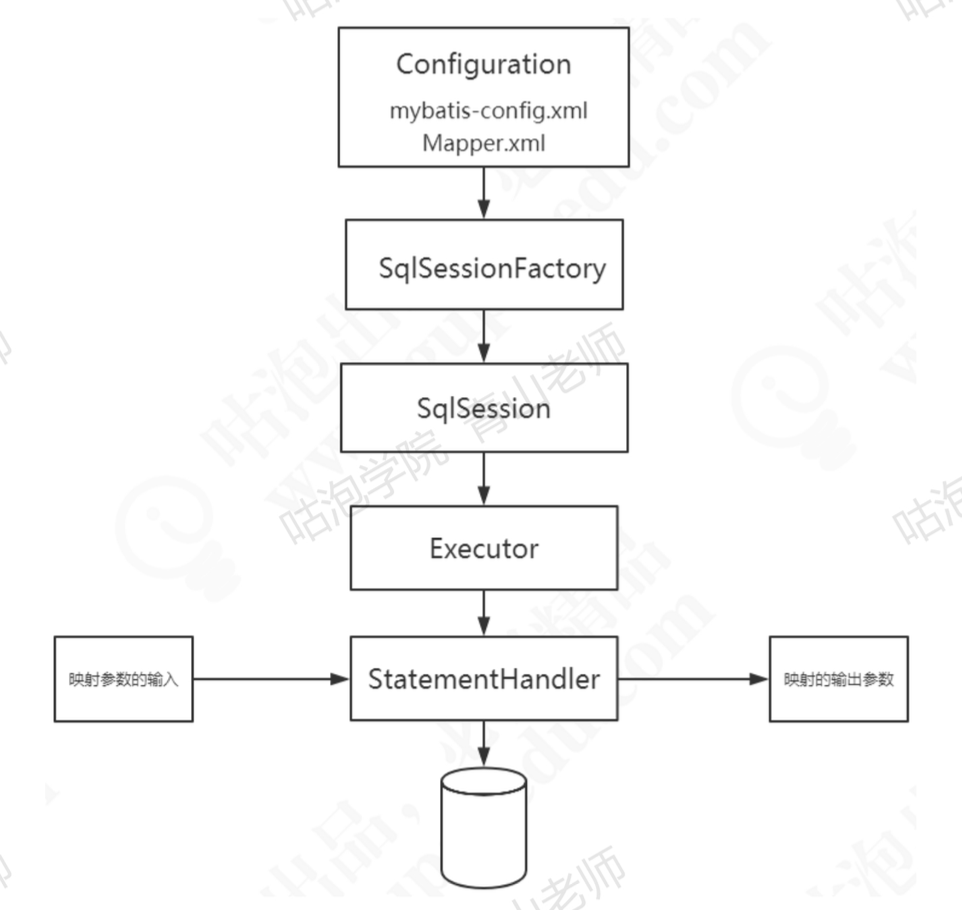 Configuration
mybatis-config.xml
Mapper.xml
SqlSessionFactory
咕泡学院 青山老师
SqlSession
Executor
映射参数的输入
StatementHandler
映射的输出参数